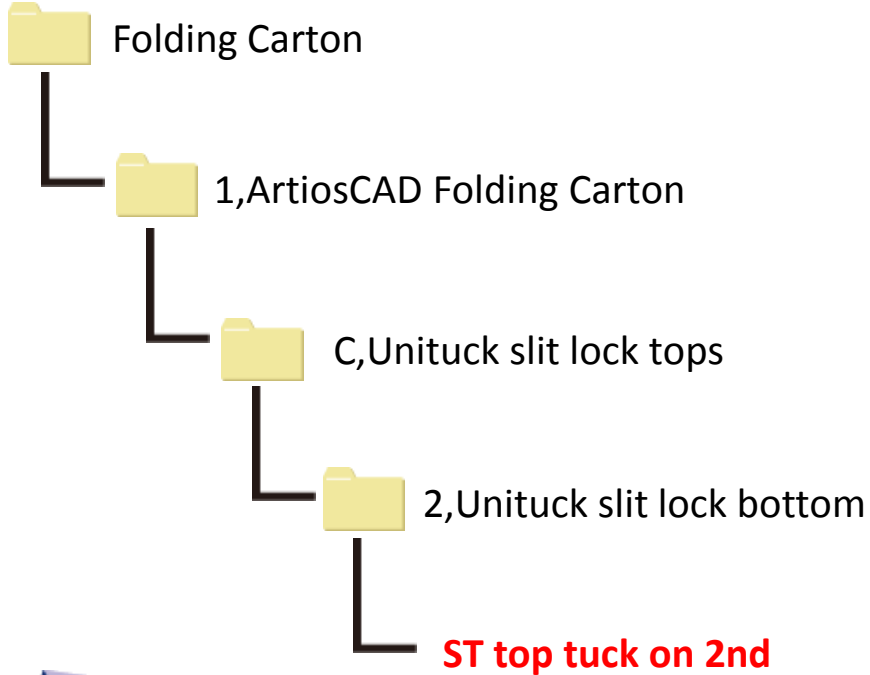 Folding Carton
1,ArtiosCAD Folding Carton
C,Unituck slit lock tops
2,Unituck slit lock bottom
ST top tuck on 2nd